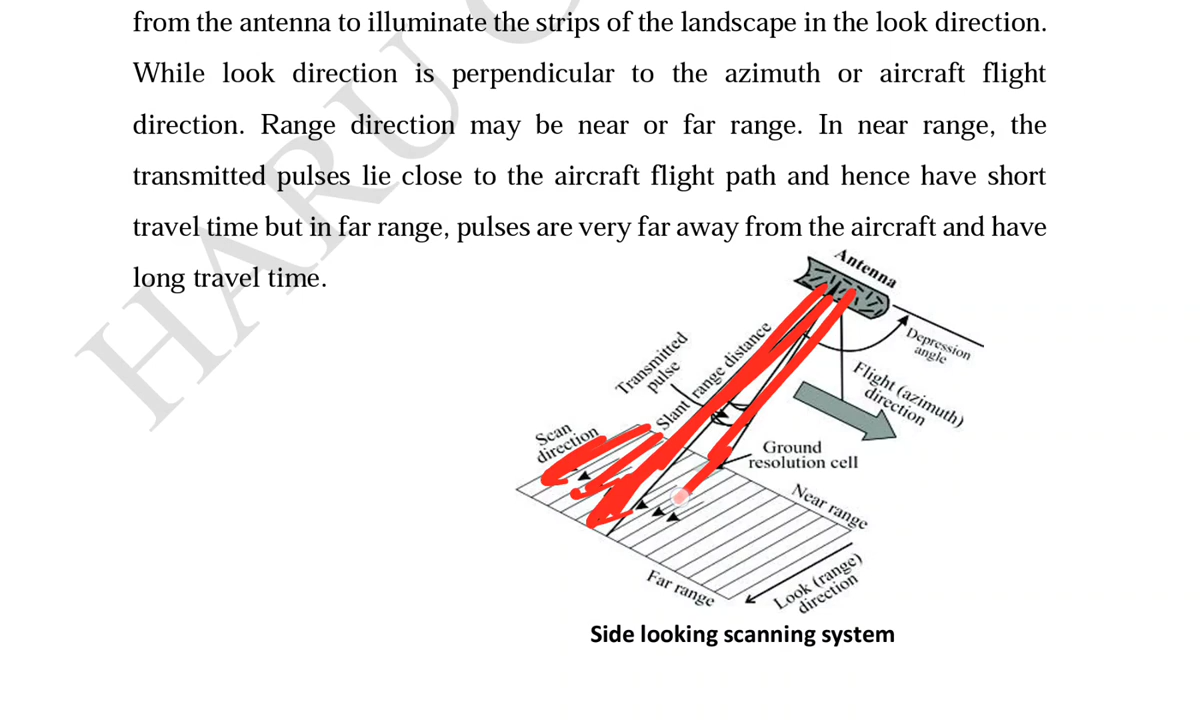 from the antenna to illuminate the strips of the landscape in the look direction.
While look direction is perpendicular to the azimuth or aircraft flight
direction. Range direction may be near or far range. In near range, the
transmitted pulses lie close to the aircraft flight path and hence have short
travel time but in far range, pulses are very far away from the aircraft and have
long travel time.
HARU
Antenna
Depression
angle
Transmitted
pulse
Slant range distance
Flight (azimuth)
direction
Scan
direction
Ground
resolution cell
Near range
Far range
Look (range)
direction
Side looking scanning system